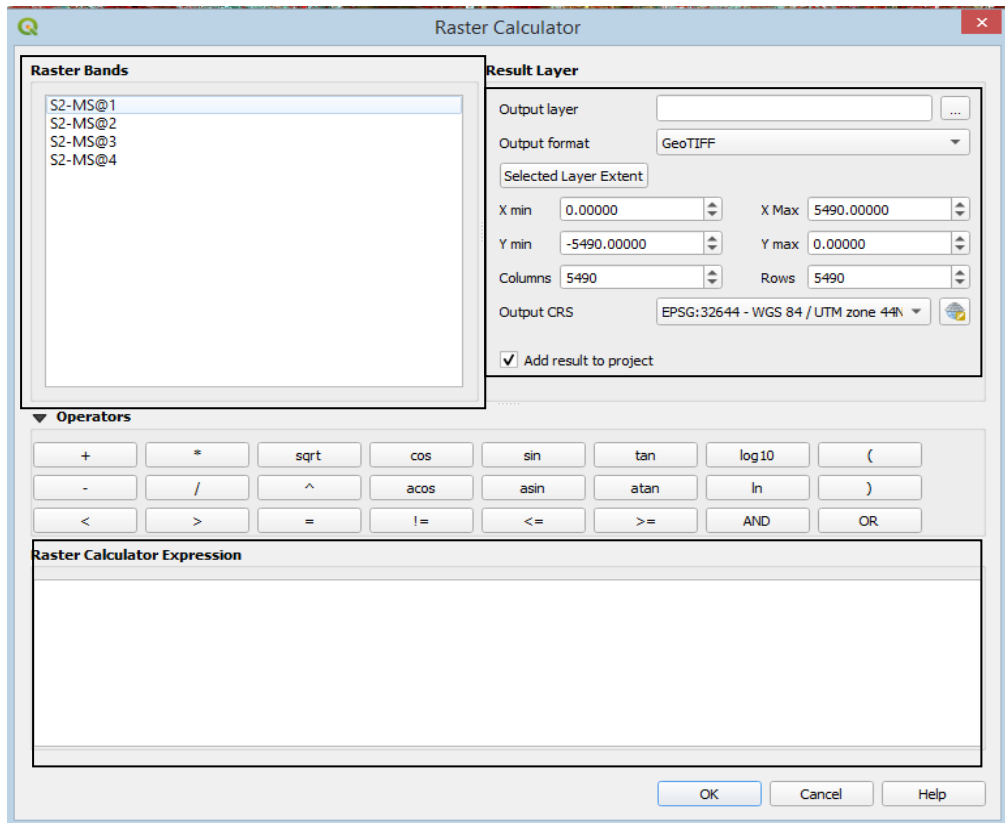 Raster Calculator
Raster Bands
S2-MS@1
S2-MS@2
S2-MS@3
S2-MS@4
Result Layer
Output layer ...
Output format GeoTIFF
Selected Layer Extent
X min 0.00000 X Max 5490.00000
Y min -5490.00000 Y max 0.00000
Columns 5490 Rows 5490
Output CRS EPSG:32644 - WGS 84 / UTM zone 44N
Add result to project
Operators
+ * sqrt cos sin tan log10 (
- / ^ acos asin atan ln )
< > = != <= >= AND OR
Raster Calculator Expression
OK Cancel Help